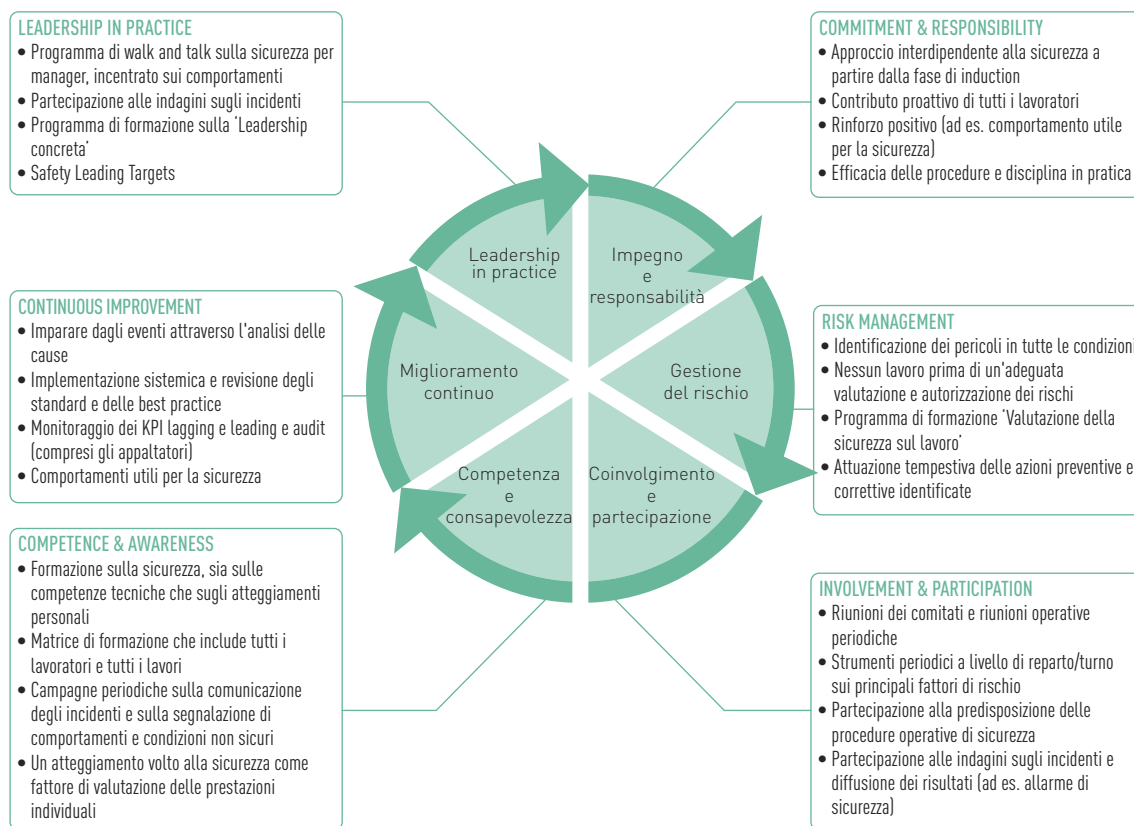 LEADERSHIP IN PRACTICE
• Programma di walk and talk sulla sicurezza per
manager, incentrato sui comportamenti
• Partecipazione alle indagini sugli incidenti
• Programma di formazione sulla 'Leadership
concreta'
• Safety Leading Targets
COMMITMENT & RESPONSIBILITY
• Approccio interdipendente alla sicurezza a
partire dalla fase di induction
• Contributo proattivo di tutti i lavoratori
• Rinforzo positivo (ad es. comportamento utile
per la sicurezza)
• Efficacia delle procedure e disciplina in pratica
Leadership
in practice
Impegno
e
responsabilità
CONTINUOUS IMPROVEMENT
• Imparare dagli eventi attraverso l'analisi delle
cause
• Implementazione sistemica e revisione degli
standard e delle best practice
• Monitoraggio dei KPI lagging e leading e audit
(compresi gli appaltatori)
• Comportamenti utili per la sicurezza
Miglioramento
continuo
Gestione
del rischio
RISK MANAGEMENT
• Identificazione dei pericoli in tutte le condizioni
• Nessun lavoro prima di un'adeguata
valutazione e autorizzazione dei rischi
• Programma di formazione 'Valutazione della
sicurezza sul lavoro'
• Attuazione tempestiva delle azioni preventive e
correttive identificate
Competenza
e
consapevolezza
Coinvolgimento
e
partecipazione
COMPETENCE & AWARENESS
• Formazione sulla sicurezza, sia sulle
competenze tecniche che sugli atteggiamenti
personali
• Matrice di formazione che include tutti i
lavoratori e tutti i lavori
• Campagne periodiche sulla comunicazione
degli incidenti e sulla segnalazione di
comportamenti e condizioni non sicuri
• Un atteggiamento volto alla sicurezza come
fattore di valutazione delle prestazioni
individuali
INVOLVEMENT & PARTICIPATION
• Riunioni dei comitati e riunioni operative
periodiche
• Strumenti periodici a livello di reparto/turno
sui principali fattori di rischio
• Partecipazione alla predisposizione delle
procedure operative di sicurezza
• Partecipazione alle indagini sugli incidenti e
diffusione dei risultati (ad es. allarme di
sicurezza)